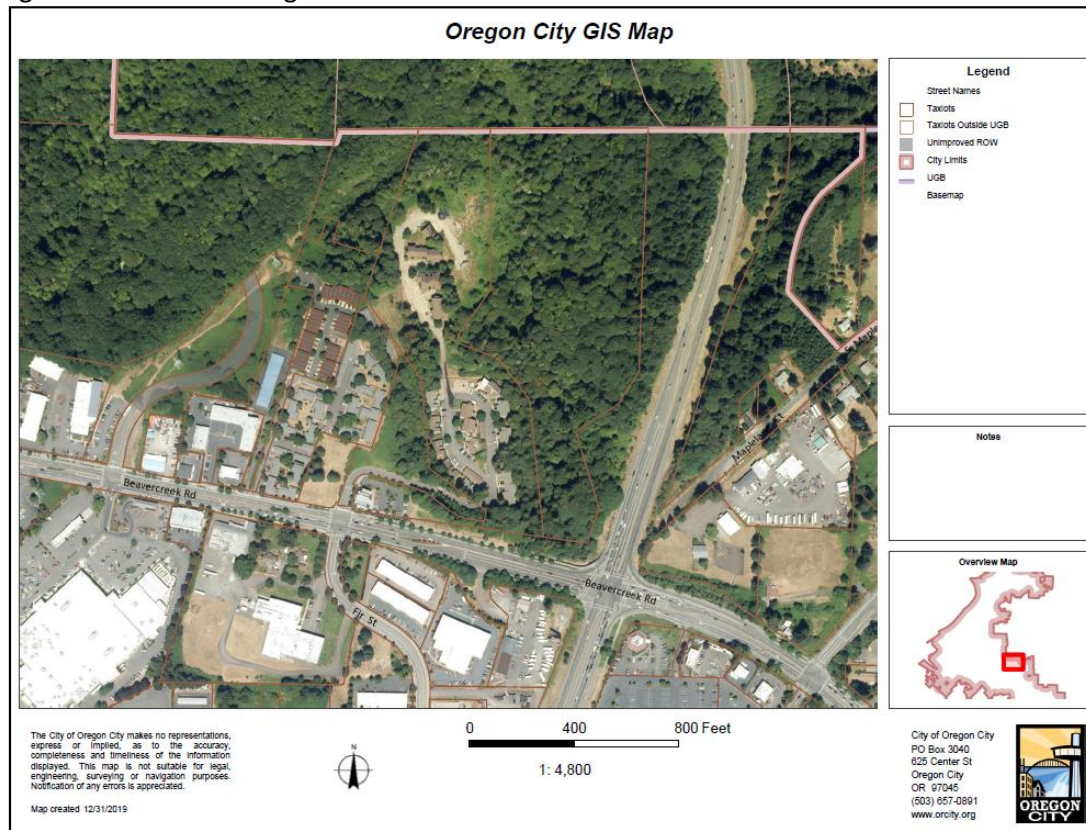 Oregon City GIS Map
Legend
Street Names
Taxlots
Taxlots Outside UGB
Unimproved ROW
City Limits
UGB
Basemap
Notes
Overview Map
Beavercreek Rd
Fir St
Beavercreek Rd
S Maple
0 400 800 Feet
1: 4,800
N
The City of Oregon City makes no representations,
express or implied, as to the accuracy,
completeness and timeliness of the information
displayed. This map is not suitable for legal,
engineering, surveying or navigation purposes.
Notification of any errors is appreciated.
Map created 12/31/2019
City of Oregon City
PO Box 3040
625 Center St
Oregon City
OR 97045
(503) 657-0891
www.orcity.org
OREGON
CITY